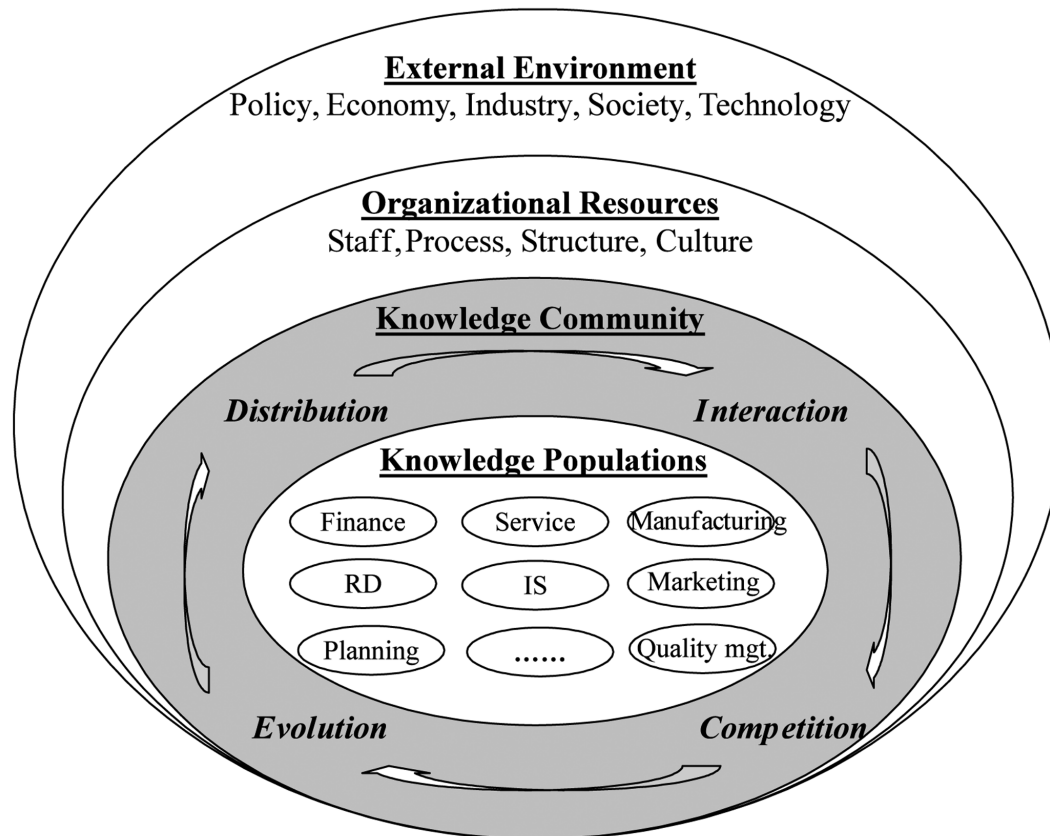 External Environment
Policy, Economy, Industry, Society, Technology
Organizational Resources
Staff, Process, Structure, Culture
Knowledge Community
Distribution
Interaction
Knowledge Populations
Finance
Service
Manufacturing
RD
IS
Marketing
Planning
......
Quality mgt.
Evolution
Competition